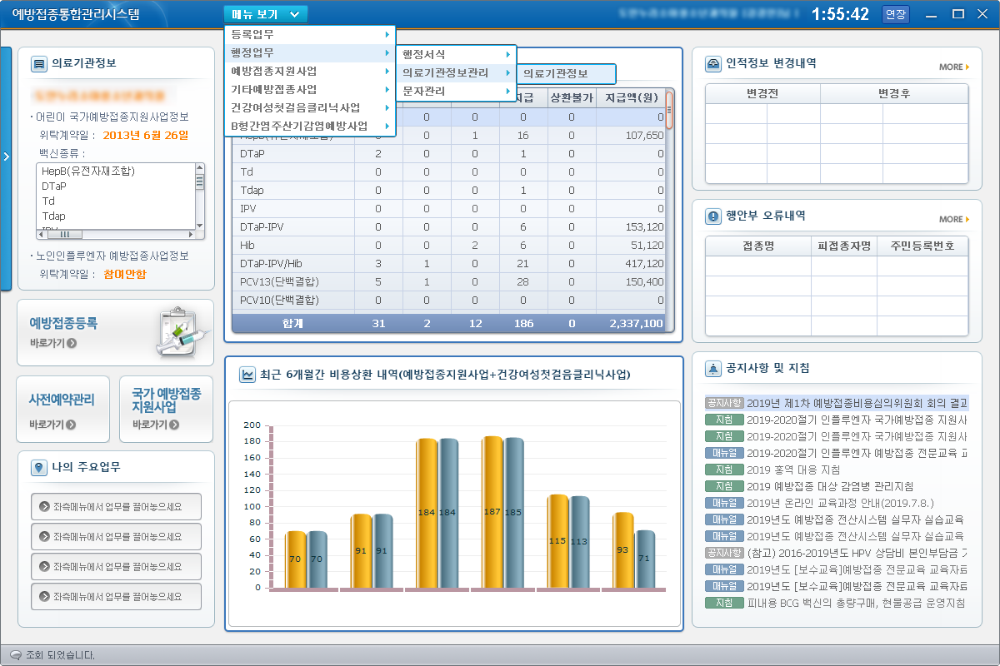 예방접종통합관리시스템
메뉴 보기
1:55:42
연장
등록업무
행정업무
예방접종지원사업
기타예방접종사업
건강여성첫걸음클리닉사업
B형간염주산기감염예방사업
행정서식
의료기관정보관리
문자관리
의료기관정보
의료기관정보
· 어린이 국가예방접종지원사업정보
위탁계약일 : 2013년 6월 26일
백신종류 :
HepB(유전자재조합)
DTaP
Td
Tdap
· 노인인플루엔자 예방접종사업정보
위탁계약일 : 참여안함
예방접종등록
바로가기
사전예약관리
바로가기
국가 예방접종
지원사업
바로가기
나의 주요업무
좌측메뉴에서 업무를 끌어놓으세요
좌측메뉴에서 업무를 끌어놓으세요
좌측메뉴에서 업무를 끌어놓으세요
좌측메뉴에서 업무를 끌어놓으세요
지급 상환불가 지급액(원)
0 0 0 0 0
0 1 16 0 107,650
DTaP 2 0 0 1 0 0
Td 0 0 0 0 0 0
Tdap 0 0 0 1 0 0
IPV 0 0 0 0 0 0
DTaP-IPV 0 0 0 6 0 153,120
Hib 0 0 2 6 0 51,120
DTaP-IPV/Hib 3 1 0 21 0 417,120
PCV13(단백결합) 5 1 0 28 0 150,400
PCV10(단백결합) 0 0 0 0 0 0
합계 31 2 12 186 0 2,337,100
최근 6개월간 비용상환 내역(예방접종지원사업+건강여성첫걸음클리닉사업)
200
180
160
140
120
100
80
60
40
20
0
70 70 91 91 184 184 187 185 115 113 93 71
인적정보 변경내역
MORE
변경전 변경후
행안부 오류내역
MORE
접종명 피접종자명 주민등록번호
공지사항 및 지침
공지사항 2019년 제1차 예방접종비용심의위원회 회의 결과
지침 2019-2020절기 인플루엔자 국가예방접종 지원사
지침 2019-2020절기 인플루엔자 국가예방접종 지원사
매뉴얼 2019-2020절기 인플루엔자 예방접종 전문교육 교
지침 2019 홍역 대응 지침
지침 2019 예방접종 대상 감염병 관리지침
매뉴얼 2019년 온라인 교육과정 안내(2019.7.8.)
매뉴얼 2019년도 예방접종 전산시스템 실무자 실습교육
매뉴얼 2019년도 예방접종 전산시스템 실무자 실습교육
공지사항 (참고) 2016-2019년도 HPV 상담비 본인부담금
매뉴얼 2019년도 [보수교육]예방접종 전문교육 교육자료
매뉴얼 2019년도 [보수교육]예방접종 전문교육 교육자료
지침 피내용 BCG 백신의 총량구매, 현물공급 운영지침
조회 되었습니다.